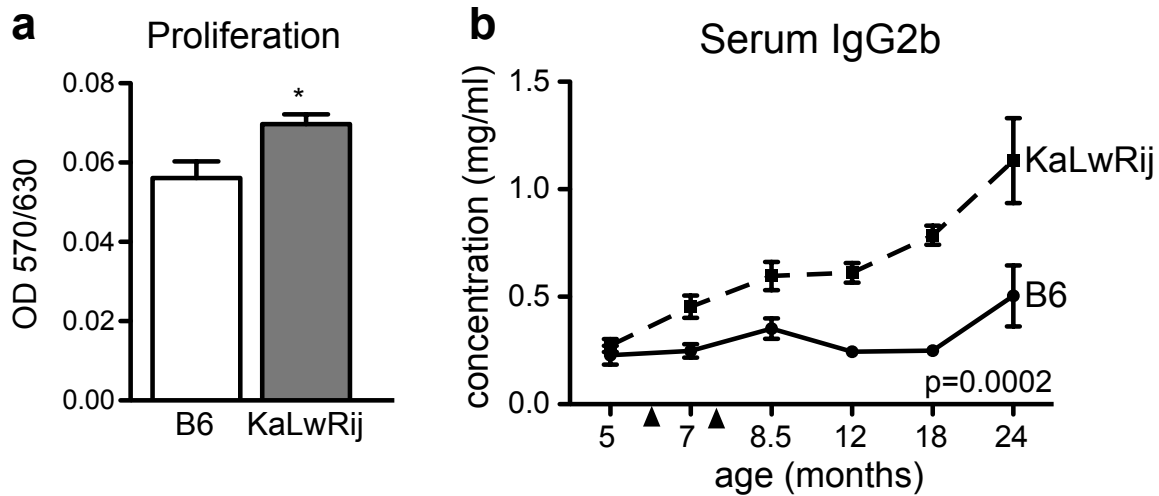 a
Proliferation
OD 570/630
0.08
0.06
0.04
0.02
0.00
*
B6
KaLwRij
b
Serum IgG2b
concentration (mg/ml)
1.5
1.0
0.5
0.0
KaLwRij
B6
p=0.0002
5 7 8.5 12 18 24
age (months)